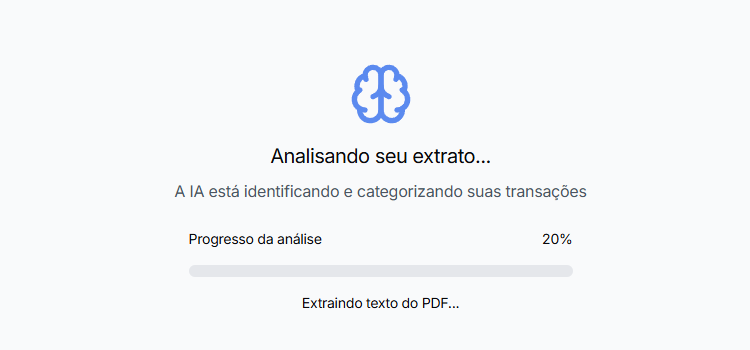 Analisando seu extrato...
A IA está identificando e categorizando suas transações
Progresso da análise 20%
Extraindo texto do PDF...